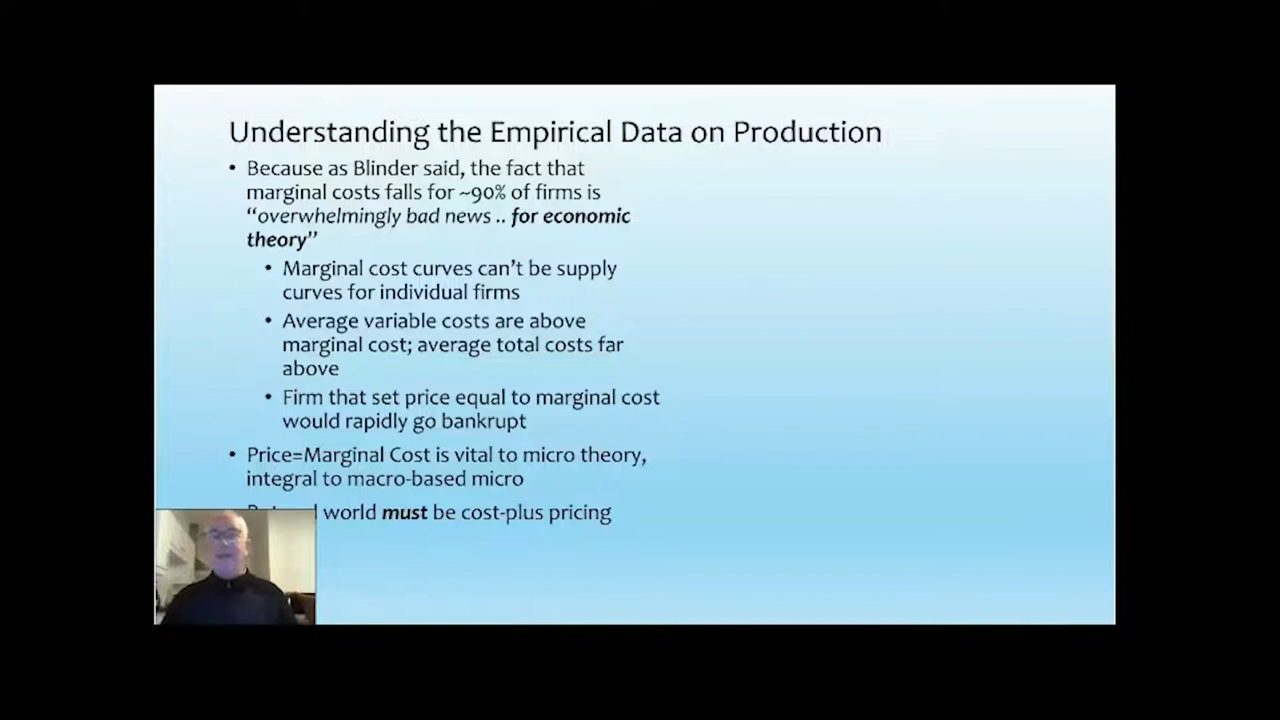 Understanding the Empirical Data on Production
• Because as Blinder said, the fact that
marginal costs falls for ~90% of firms is
“overwhelmingly bad news .. for economic
theory”
• Marginal cost curves can’t be supply
curves for individual firms
• Average variable costs are above
marginal cost; average total costs far
above
• Firm that set price equal to marginal cost
would rapidly go bankrupt
• Price=Marginal Cost is vital to micro theory,
integral to macro-based micro
world must be cost-plus pricing